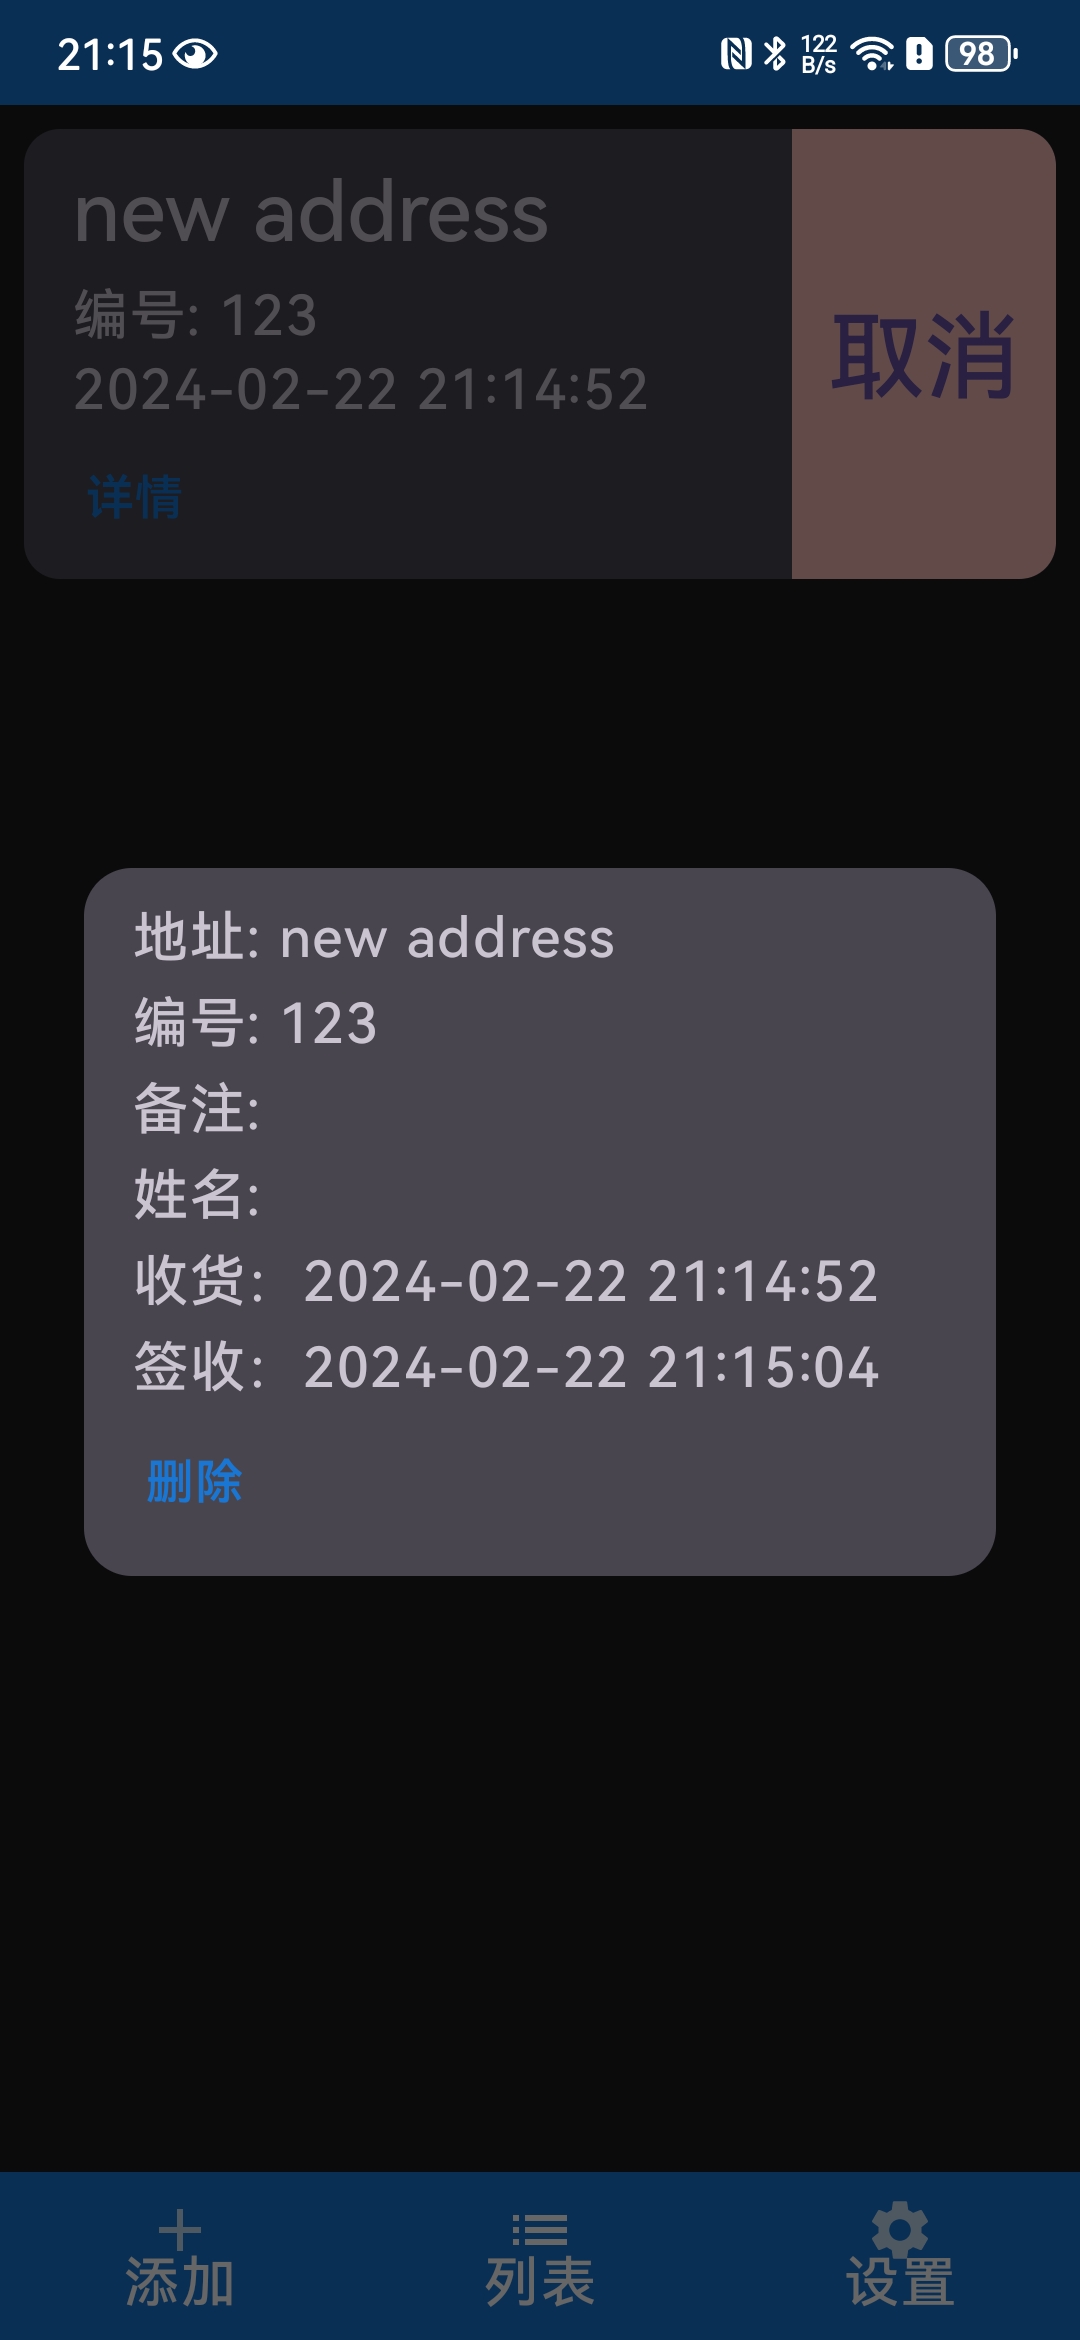 21:15 122 B/s 98
new address
编号: 123
2024-02-22 21:14:52
详情
取消
地址: new address
编号: 123
备注:
姓名:
收货: 2024-02-22 21:14:52
签收: 2024-02-22 21:15:04
删除
添加 列表 设置